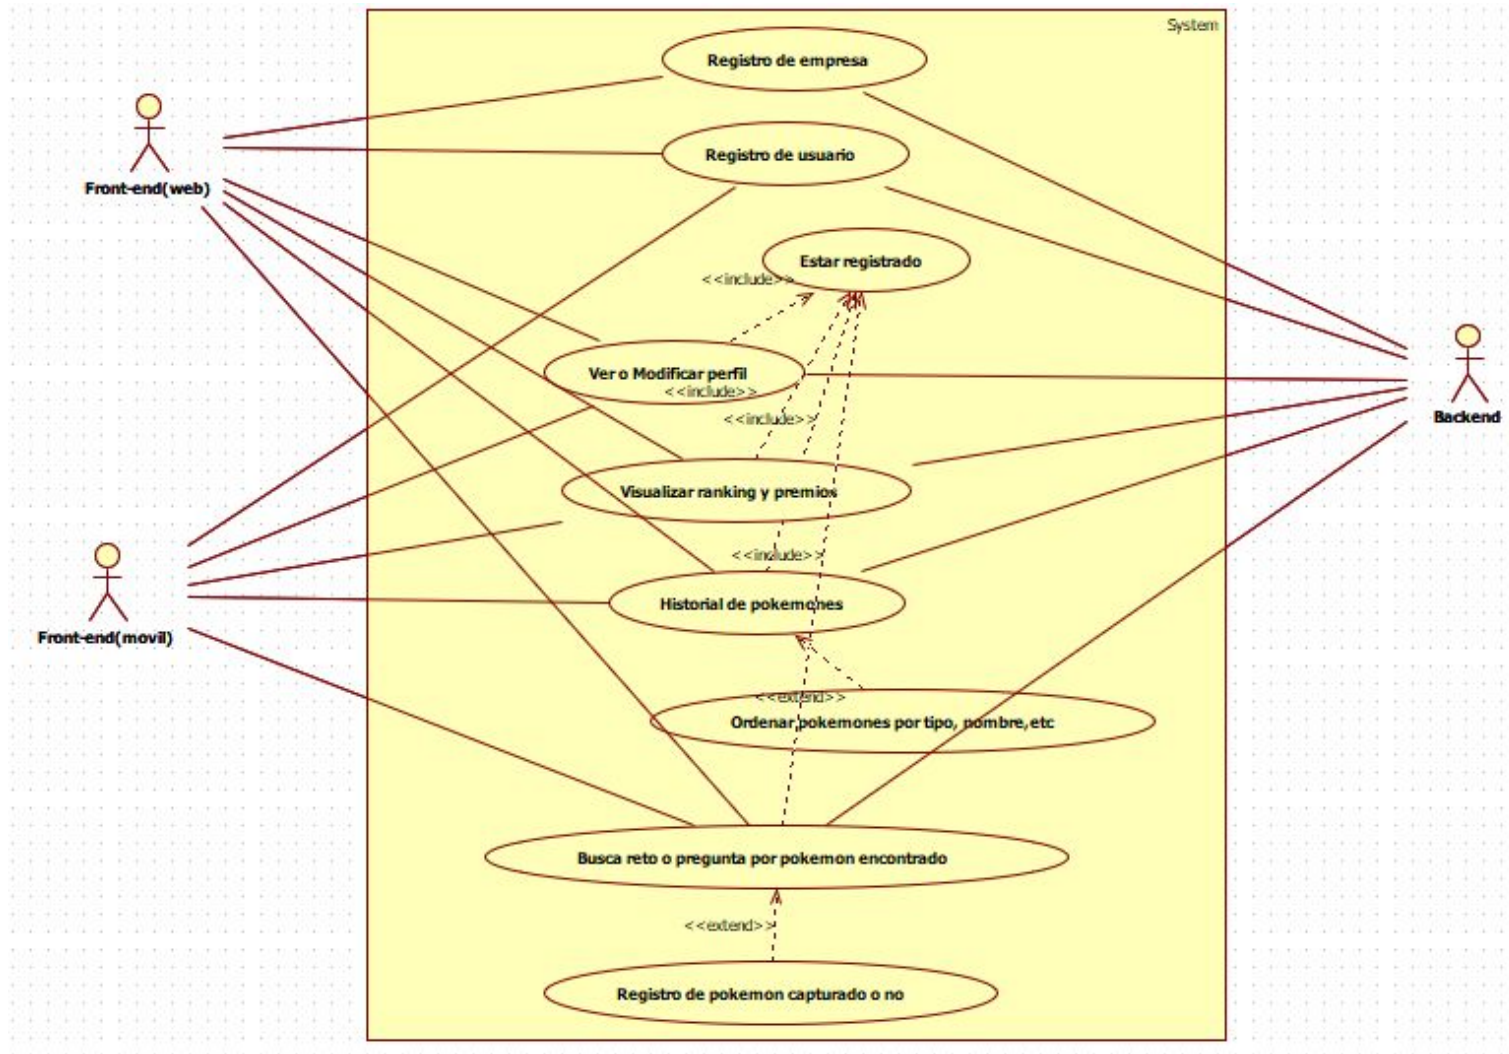 System
Registro de empresa
Registro de usuario
Front-end(web)
Estar registrado
<<include>>
Ver o Modificar perfil
<<include>>
<<include>>
Backend
Visualizar ranking y premios
<<include>>
Historial de pokemones
Front-end(movil)
<<extend>>
Ordenar pokemones por tipo, nombre,etc
Busca reto o pregunta por pokemon encontrado
<<extend>>
Registro de pokemon capturado o no